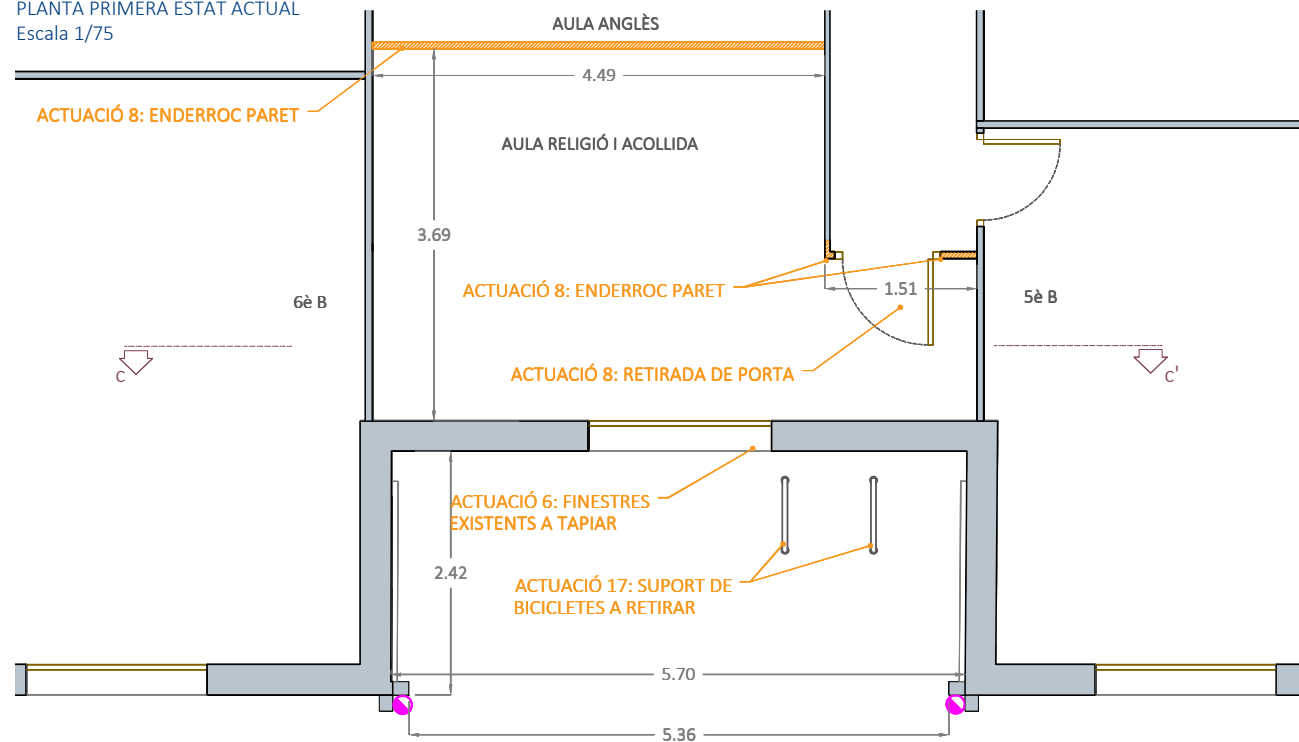 PLANTA PRIMERA ESTAT ACTUAL
Escala 1/75
AULA ANGLÈS
4.49
ACTUACIÓ 8: ENDERROC PARET
AULA RELIGIÓ I ACOLLIDA
3.69
ACTUACIÓ 8: ENDERROC PARET
1.51
6è B
5è B
C
C'
ACTUACIÓ 8: RETIRADA DE PORTA
ACTUACIÓ 6: FINESTRES
EXISTENTS A TAPIAR
2.42
ACTUACIÓ 17: SUPORT DE
BICICLETES A RETIRAR
5.70
5.36